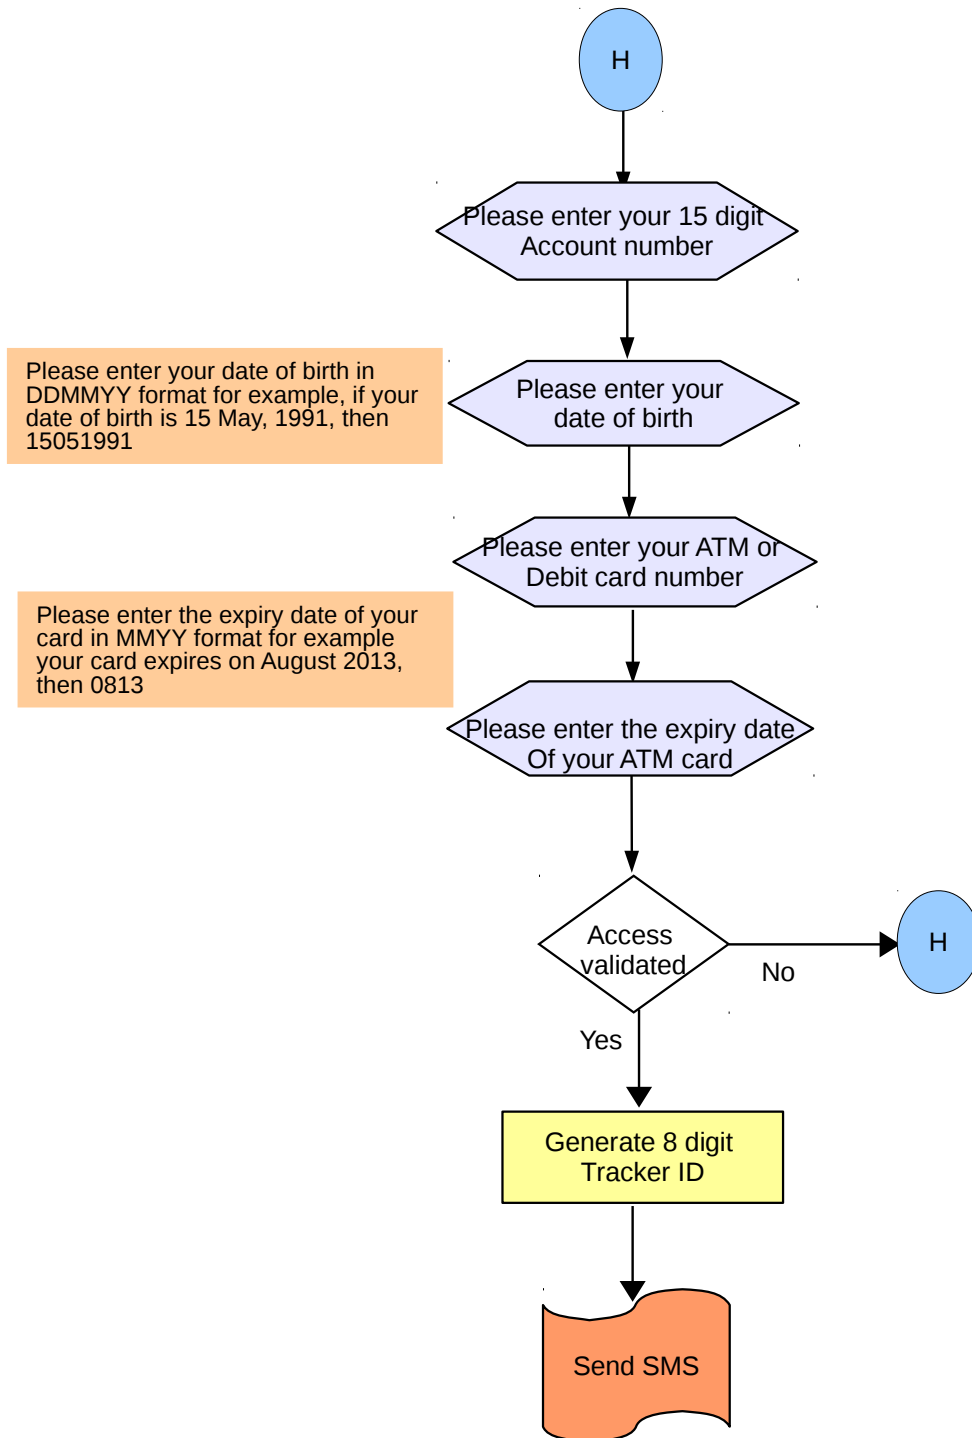 H
Please enter your 15 digit
Account number
Please enter your date of birth in
DDMMYY format for example, if your
date of birth is 15 May, 1991, then
15051991
Please enter your
date of birth
Please enter your ATM or
Debit card number
Please enter the expiry date of your
card in MMYY format for example
your card expires on August 2013,
then 0813
Please enter the expiry date
Of your ATM card
Access
validated
No
H
Yes
Generate 8 digit
Tracker ID
Send SMS